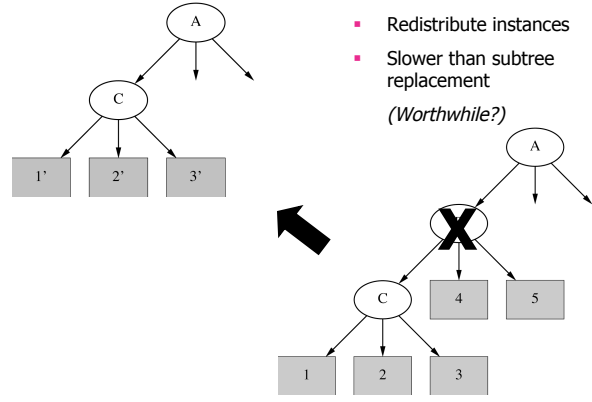 A
C
1’ 2’ 3’
Redistribute instances
Slower than subtree
replacement
(Worthwhile?)
A
X
C 4 5
1 2 3